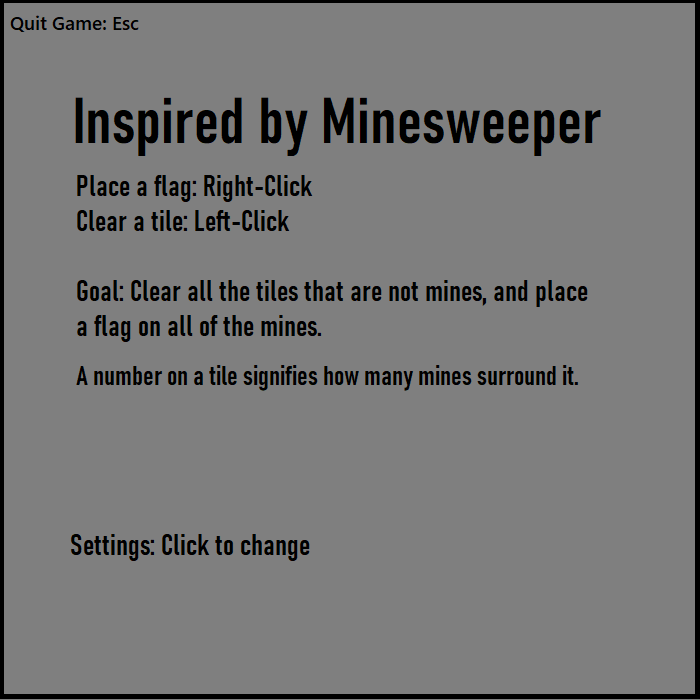 Quit Game: Esc
Inspired by Minesweeper
Place a flag: Right-Click
Clear a tile: Left-Click
Goal: Clear all the tiles that are not mines, and place
a flag on all of the mines.
A number on a tile signifies how many mines surround it.
Settings: Click to change